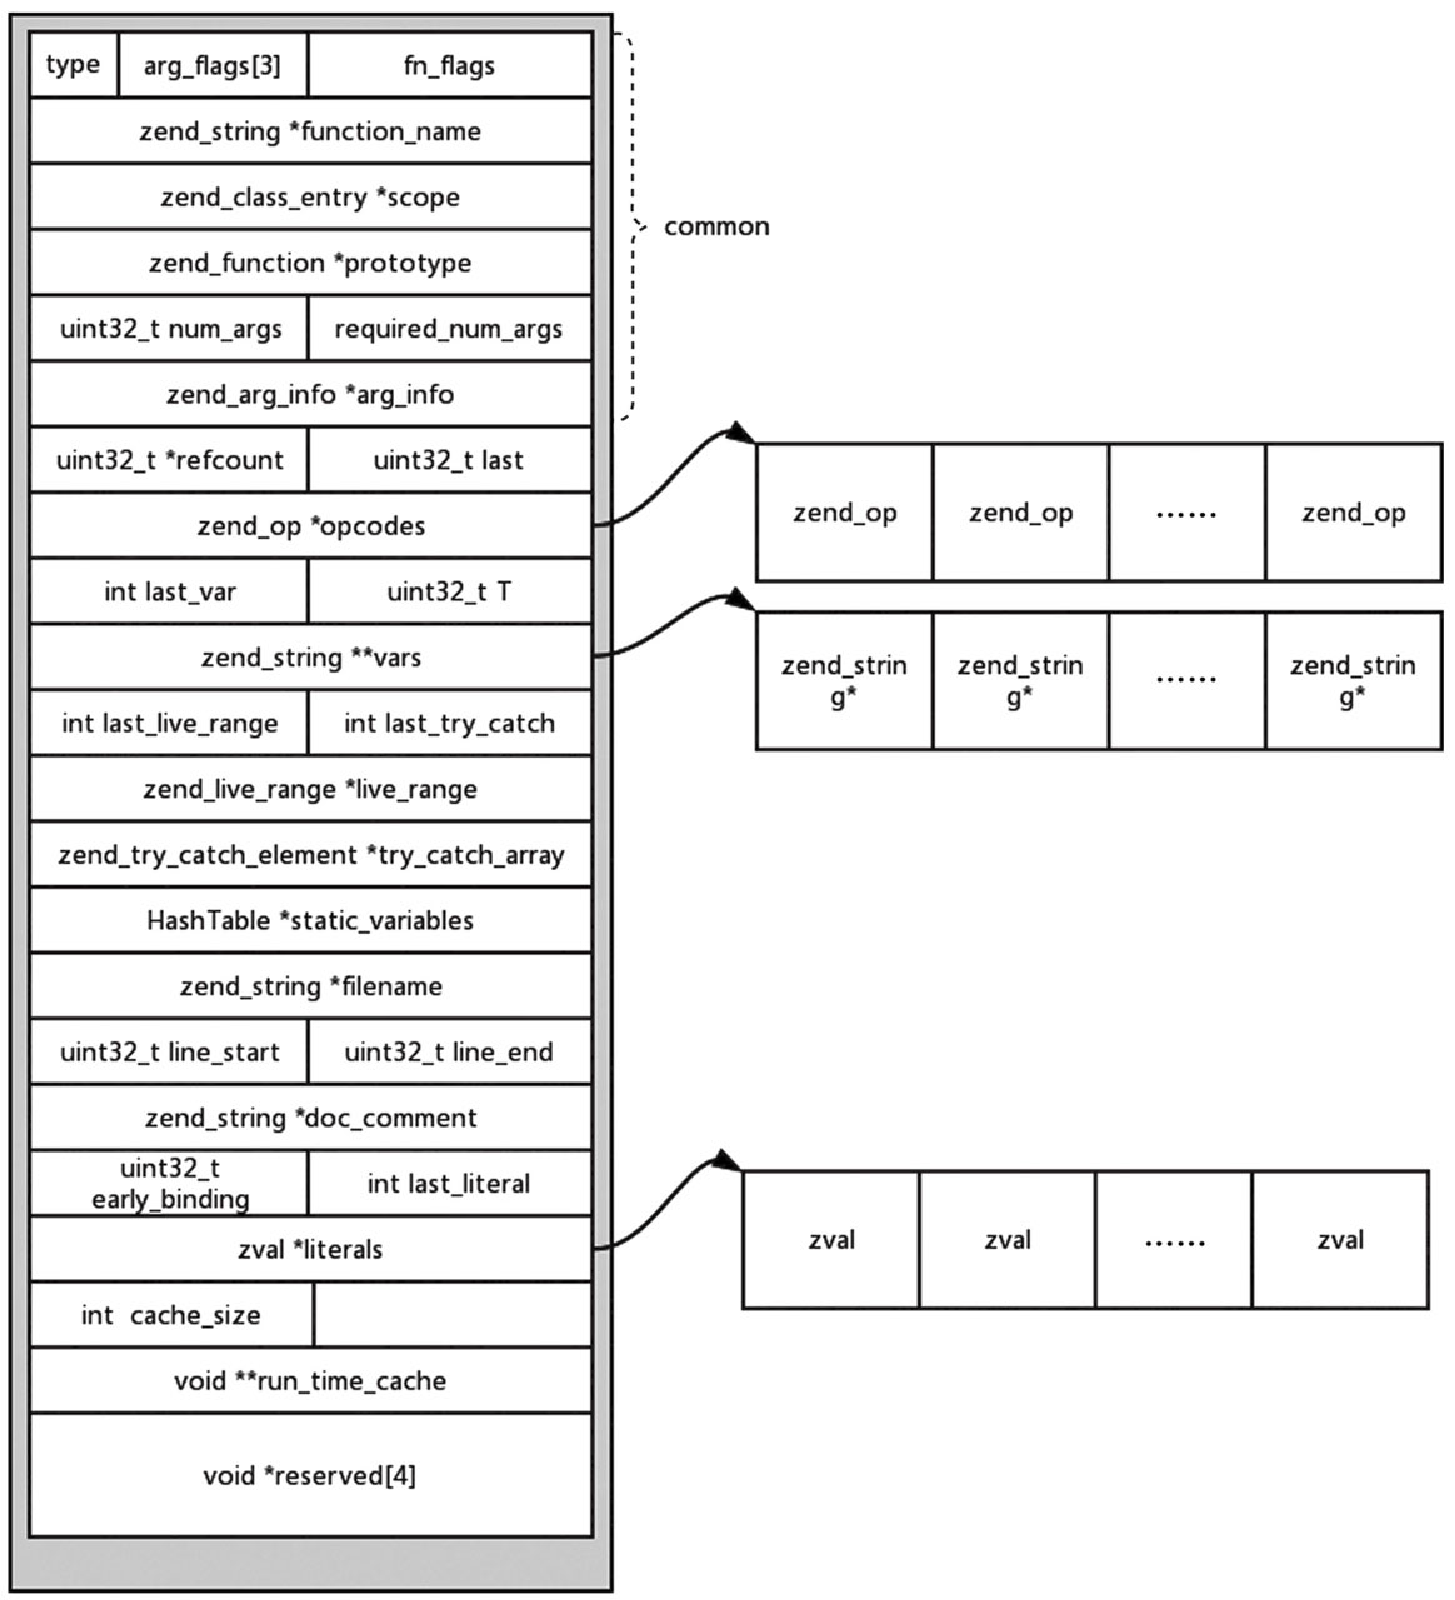 type arg_flags[3] fn_flags
zend_string *function_name
zend_class_entry *scope
common
zend_function *prototype
uint32_t num_args required_num_args
zend_arg_info *arg_info
uint32_t *refcount uint32_t last
zend_op *opcodes
zend_op zend_op ...... zend_op
int last_var uint32_t T
zend_string **vars
zend_strin
g*
zend_strin
g*
......
zend_strin
g*
int last_live_range int last_try_catch
zend_live_range *live_range
zend_try_catch_element *try_catch_array
HashTable *static_variables
zend_string *filename
uint32_t line_start uint32_t line_end
zend_string *doc_comment
uint32_t
early_binding
int last_literal
zval *literals
zval zval ...... zval
int cache_size
void **run_time_cache
void *reserved[4]